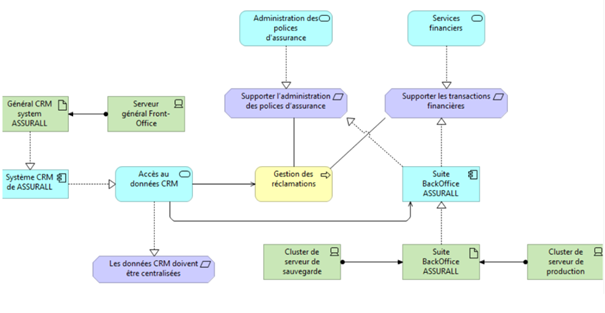 Administration des
polices
d'assurance
Services
financiers
Supporter l'administration
des polices d'assurance
Supporter les transactions
financiéres
Général CRM
system
ASSURALL
Serveur
général Front-
Office
Système CRM
de ASSURALL
Accès au
données CRM
Gestion des
réclamations
Suite
BackOffice
ASSURALL
Les données CRM doivent
étre centralisées
Cluster de
serveur de
sauvegarde
Suite
BackOffice
ASSURALL
Cluster de
serveur de
production